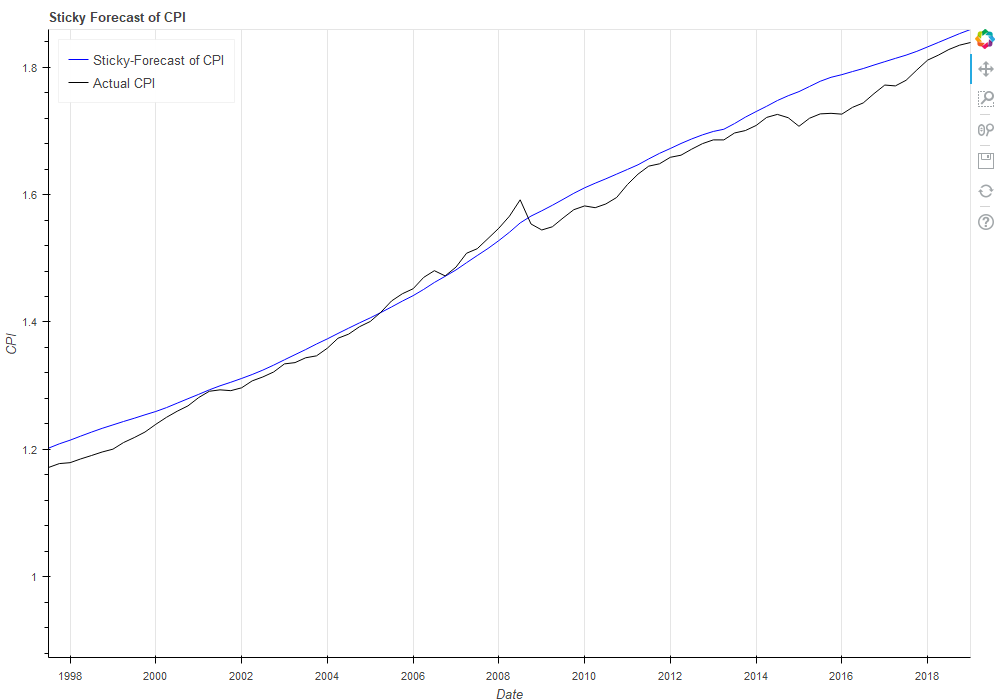 Sticky Forecast of CPI
Sticky-Forecast of CPI
Actual CPI
1.8
1.6
1.4
1.2
1
CPI
1998 2000 2002 2004 2006 2008 2010 2012 2014 2016 2018
Date